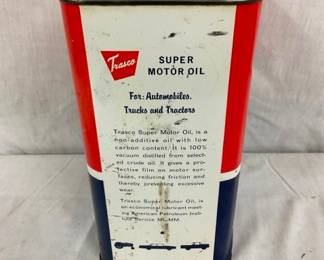 Trasco
SUPER
MOTOR OIL
For: Automobiles,
Trucks and Tractors
Trasco Super Motor Oil, is a
non-additive oil with low
carbon content. It is 100%
vacuum distilled from select-
ed crude oil. It gives a pro-
tective film on motor sur-
faces, reducing friction and
thereby preventing excessive
wear.
Trasco Super Motor Oil, is
an economical lubricant meet-
ing American Petroleum Insti-
tute Service ML-MM.